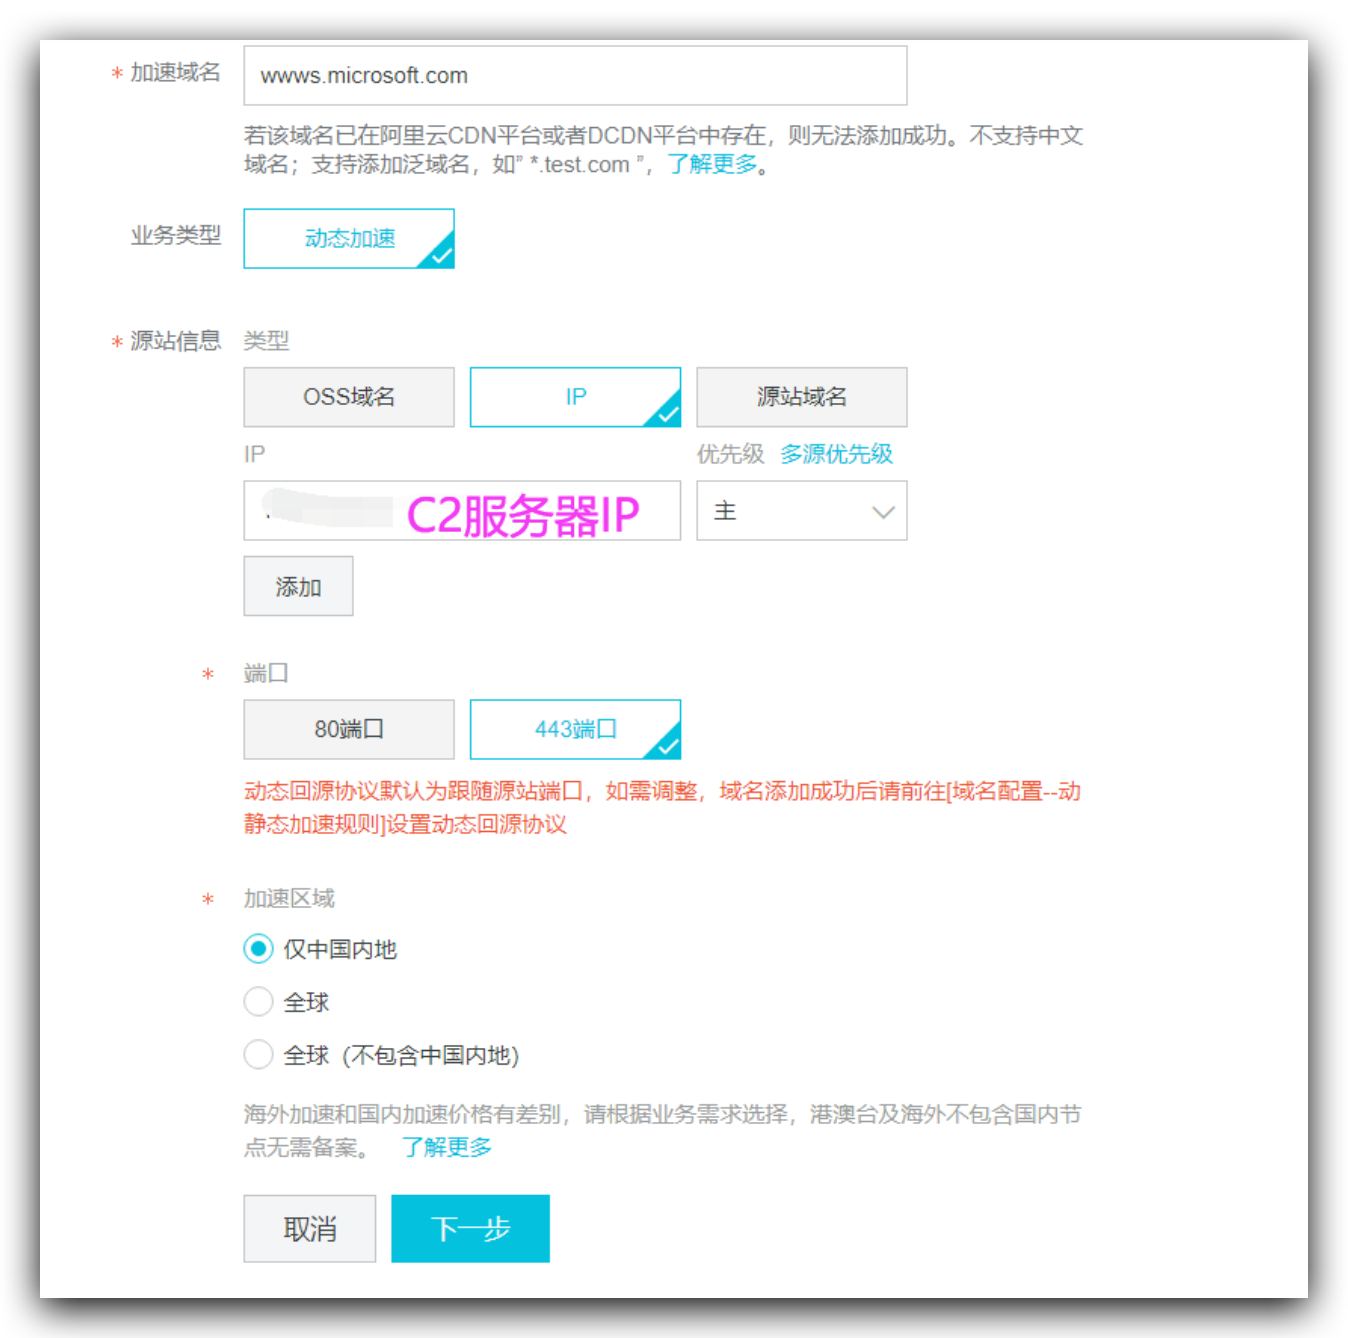 * 加速域名 wwws.microsoft.com
若该域名已在阿里云CDN平台或者DCDN平台中存在，则无法添加成功。不支持中文
域名；支持添加泛域名，如” *.test.com ”，了解更多。
业务类型 动态加速
* 源站信息 类型
OSS域名 IP 源站域名
IP 优先级 多源优先级
C2服务器IP 主
添加
* 端口
80端口 443端口
动态回源协议默认为跟随源站端口，如需调整，域名添加成功后请前往[域名配置--动
静态加速规则]设置动态回源协议
* 加速区域
仅中国内地
全球
全球（不包含中国内地）
海外加速和国内加速价格有差别，请根据业务需求选择，港澳台及海外不包含国内节
点无需备案。 了解更多
取消 下一步